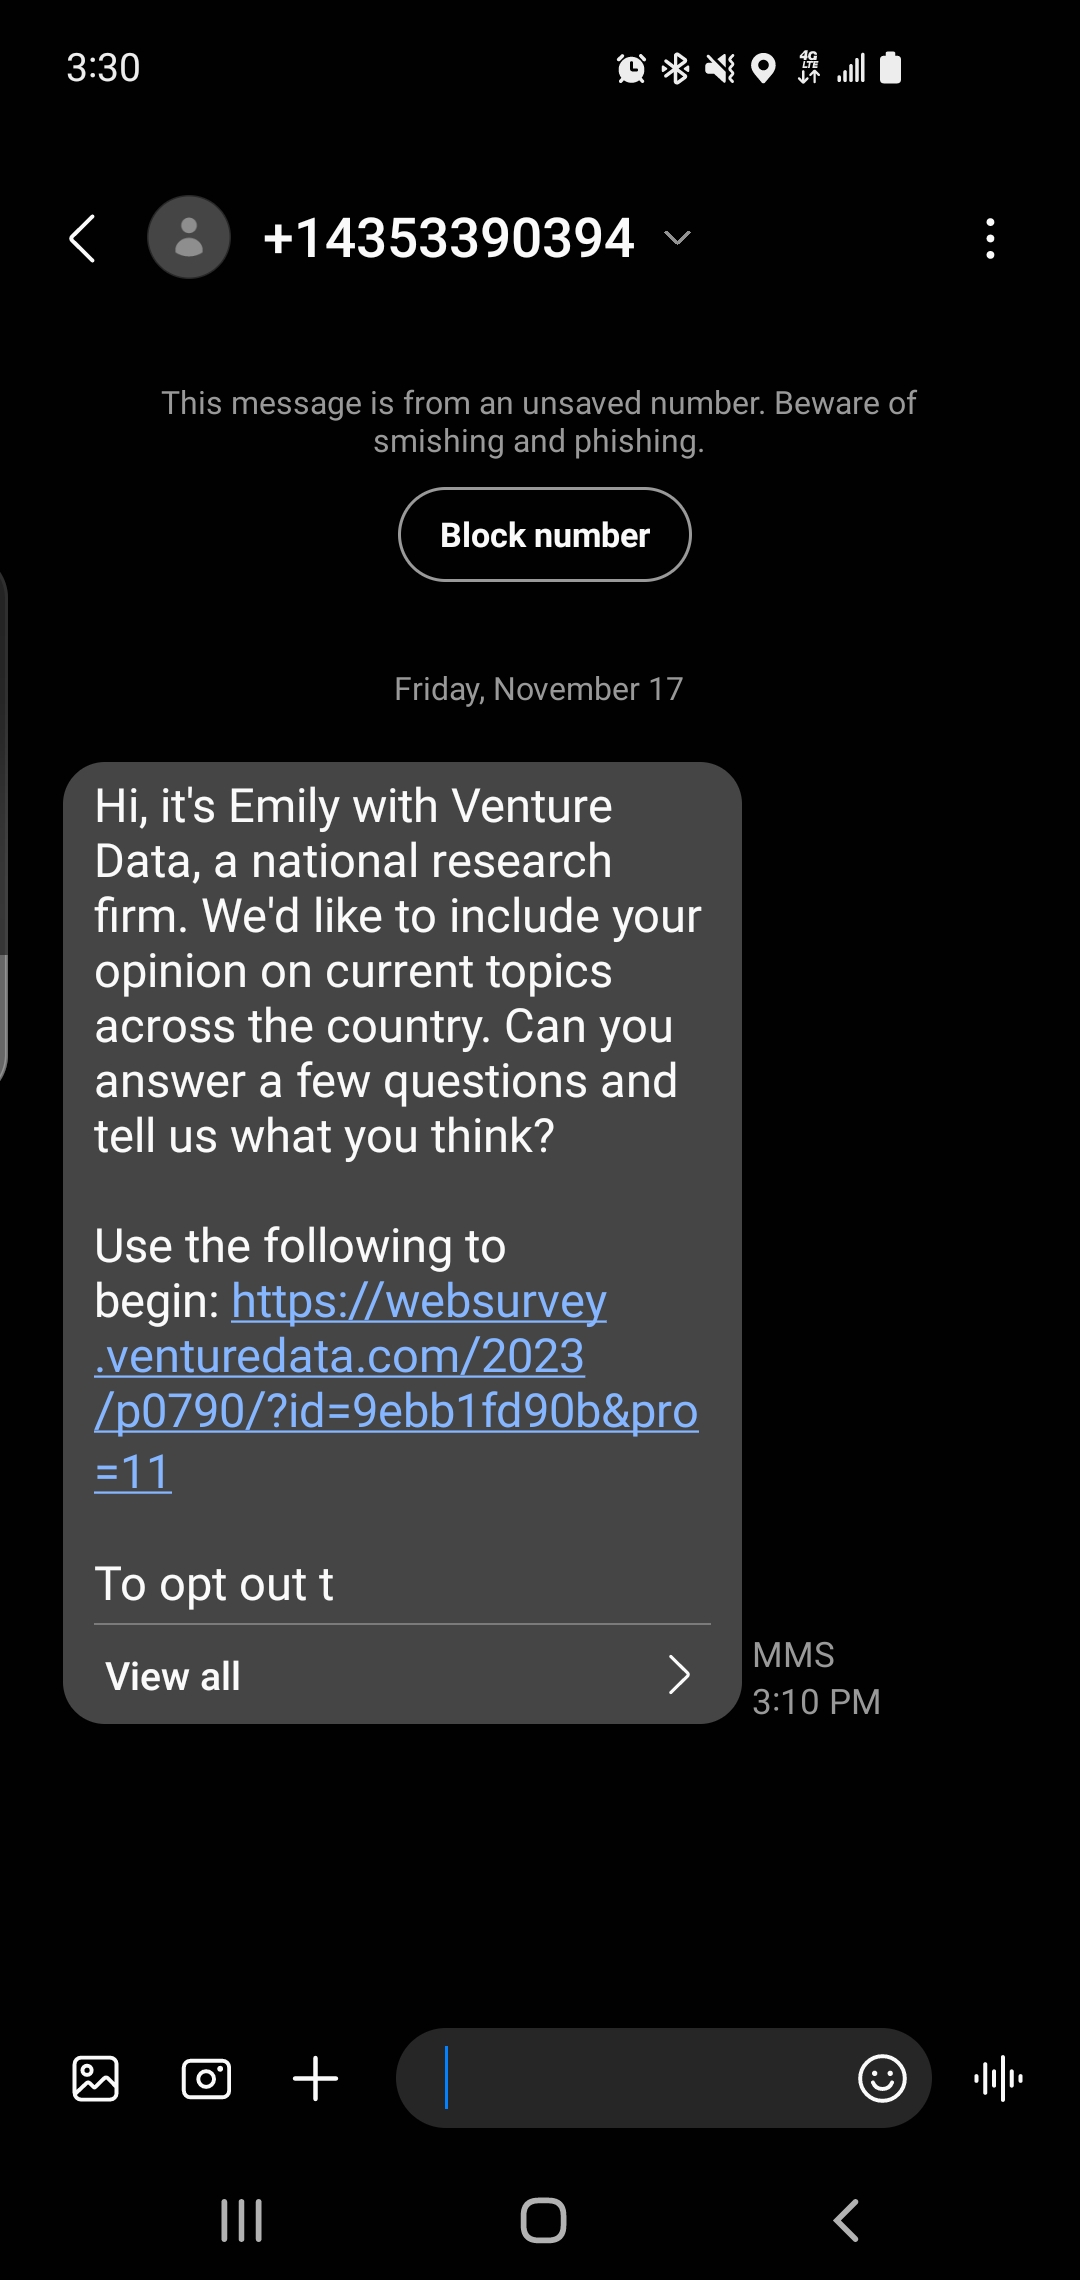 3:30
4G
LTE
+14353390394
This message is from an unsaved number. Beware of
smishing and phishing.
Block number
Friday, November 17
Hi, it's Emily with Venture
Data, a national research
firm. We'd like to include your
opinion on current topics
across the country. Can you
answer a few questions and
tell us what you think?
Use the following to
begin: https://websurvey
.venturedata.com/2023
/p0790/?id=9ebb1fd90b&pro
=11
To opt out t
View all
MMS
3:10 PM